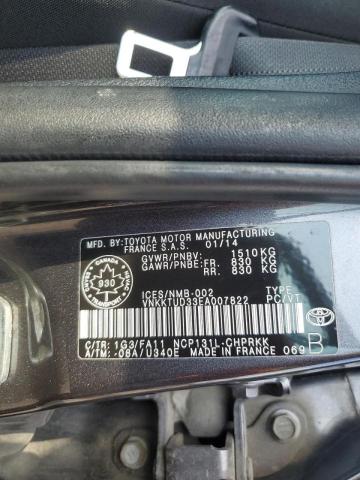 MFD.BY:TOYOTA MOTOR MANUFACTURING
FRANCE S.A.S.     01/14
GVWR/PNBV:     1510KG
GAWR/PNBE:FR.  830 KG
RR.  830 KG
CANADA
930
ICES/NMB-002     TYPE
VNKKTUD33EA007822     PC/VT
C/TR: 1G3/FA11  NCP131L-CHPRKK
A/TM: -08A/U340E  MADE IN FRANCE 069
B